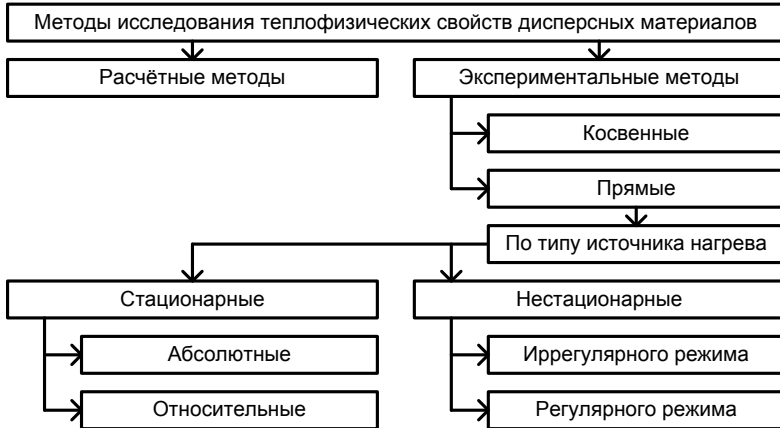 Методы исследования теплофизических свойств дисперсных материалов
Расчётные методы
Экспериментальные методы
Косвенные
Прямые
По типу источника нагрева
Стационарные
Нестационарные
Абсолютные
Иррегулярного режима
Относительные
Регулярного режима